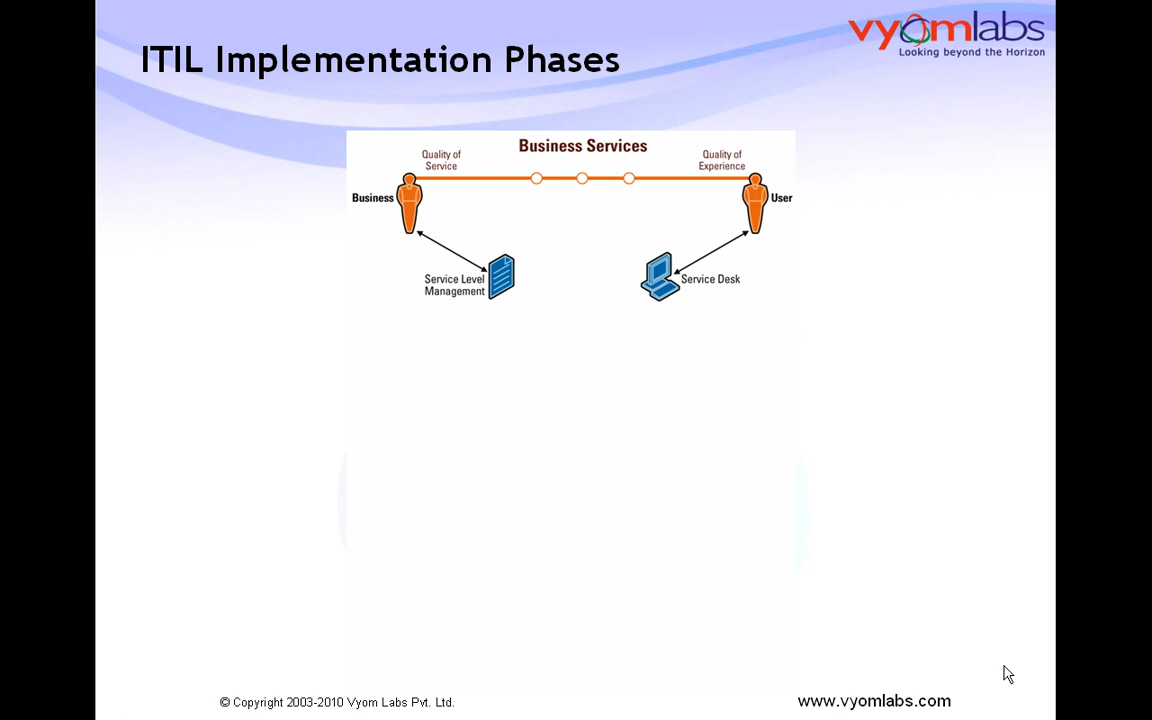 vyomlabs
Looking beyond the Horizon
ITIL Implementation Phases
Business Services
Quality of
Service
Quality of
Experience
Business
User
Service Level
Management
Service Desk
© Copyright 2003-2010 Vyom Labs Pvt. Ltd.
www.vyomlabs.com